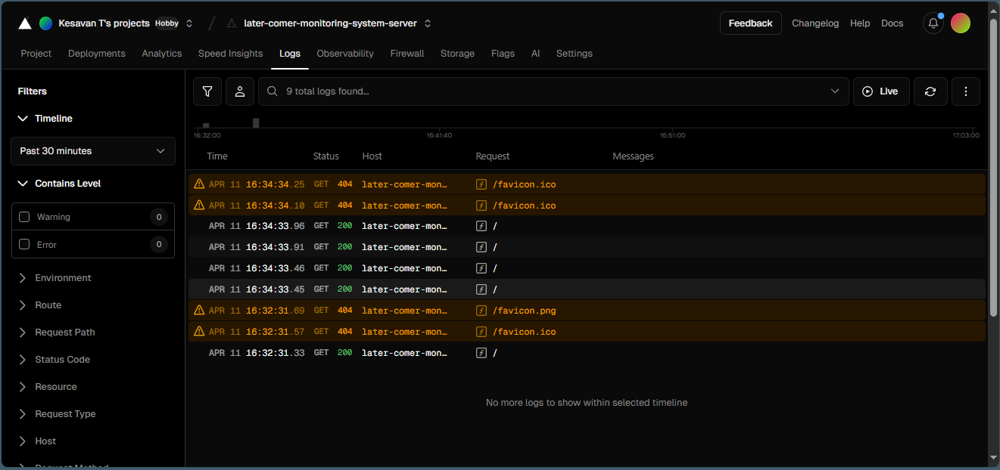 Kesavan T's projects Hobby later-comer-monitoring-system-server Feedback Changelog Help Docs
Project Deployments Analytics Speed Insights Logs Observability Firewall Storage Flags AI Settings
Filters
Timeline
Past 30 minutes
Contains Level
Warning 0
Error 0
Environment
Route
Request Path
Status Code
Resource
Request Type
Host
Request Method
9 total logs found... Live
16:32:00 16:41:40 16:51:00 17:03:00
Time Status Host Request Messages
APR 11 16:34:34.25 GET 404 later-comer-mon… /favicon.ico
APR 11 16:34:34.10 GET 404 later-comer-mon… /favicon.ico
APR 11 16:34:33.96 GET 200 later-comer-mon… /
APR 11 16:34:33.91 GET 200 later-comer-mon… /
APR 11 16:34:33.46 GET 200 later-comer-mon… /
APR 11 16:34:33.45 GET 200 later-comer-mon… /
APR 11 16:32:31.69 GET 404 later-comer-mon… /favicon.png
APR 11 16:32:31.57 GET 404 later-comer-mon… /favicon.ico
APR 11 16:32:31.33 GET 200 later-comer-mon… /
No more logs to show within selected timeline